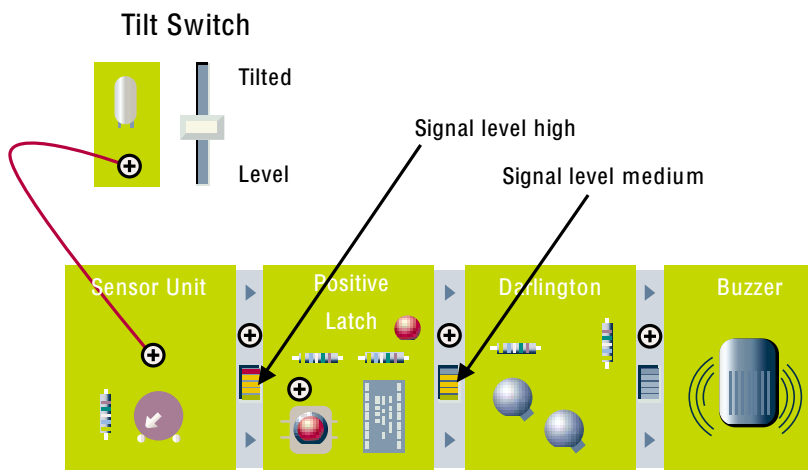 Tilt Switch
Tilted
Level
Signal level high
Signal level medium
Sensor Unit
Positive
Latch
Darlington
Buzzer